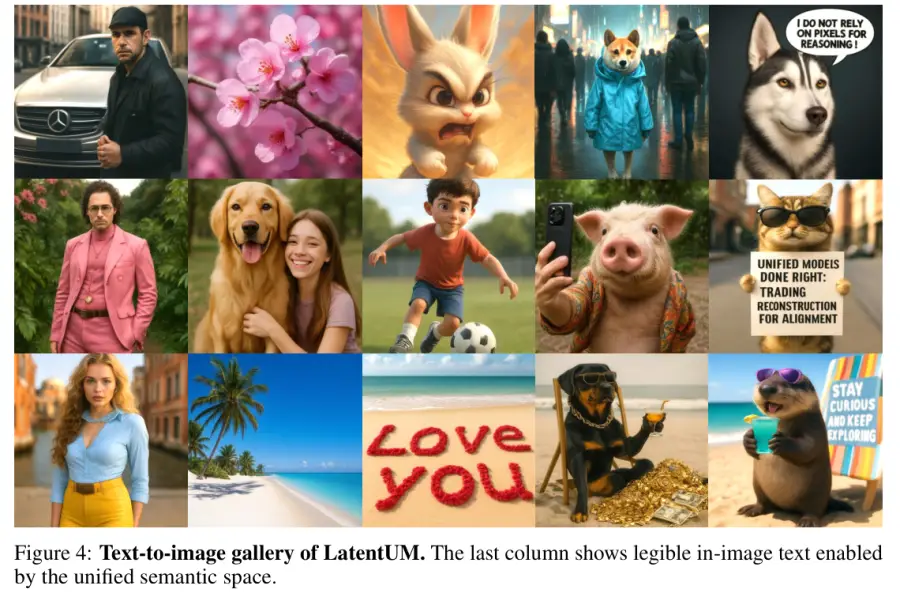 I DO NOT RELY
ON PIXELS FOR
REASONING!
UNIFIED MODELS
DONE RIGHT:
TRADING
RECONSTRUCTION
FOR ALIGNMENT
Love
you
STAY
CURIOUS
AND KEEP
EXPLORING
Figure 4: Text-to-image gallery of LatentUM. The last column shows legible in-image text enabled
by the unified semantic space.